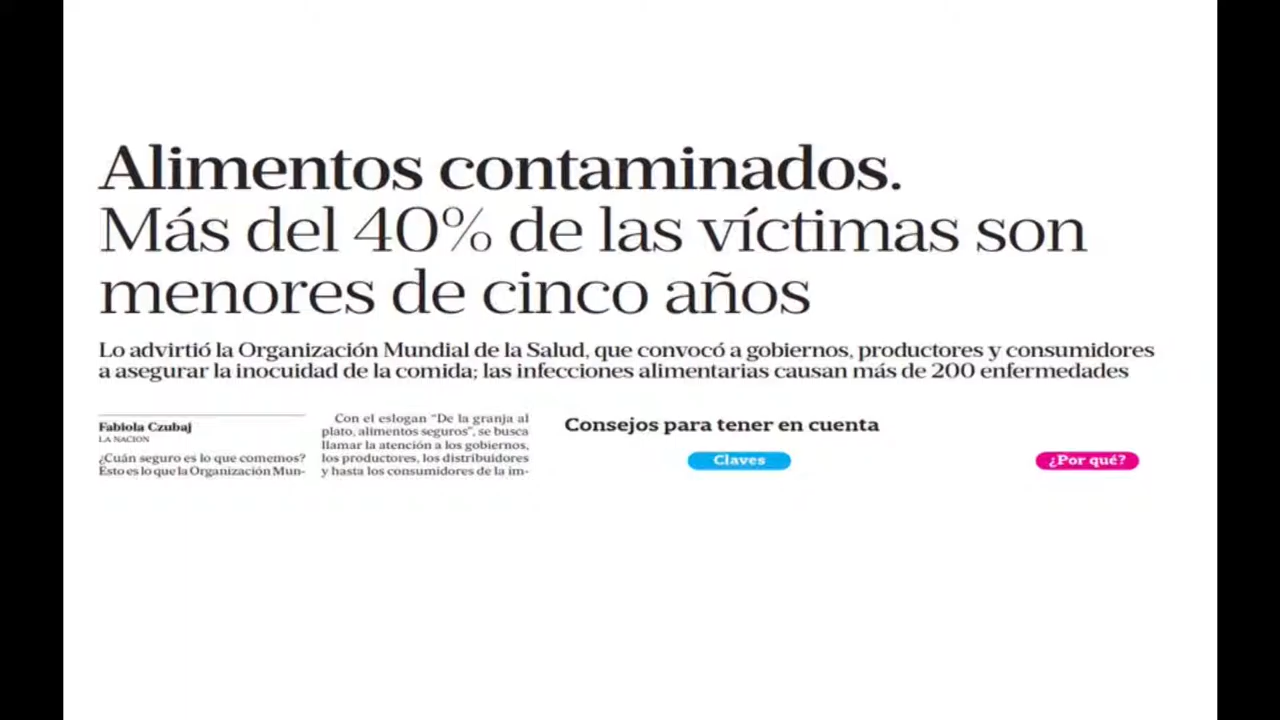 Alimentos contaminados.
Más del 40% de las víctimas son
menores de cinco años
Lo advirtió la Organización Mundial de la Salud, que convocó a gobiernos, productores y consumidores
a asegurar la inocuidad de la comida; las infecciones alimentarias causan más de 200 enfermedades
Fabiola Czubaj
LA NACION
¿Cuán seguro es lo que comemos?
Esto es lo que la Organización Mun-
Con el eslogan "De la granja al
plato, alimentos seguros", se busca
llamar la atención a los gobiernos,
los productores, los distribuidores
y hasta los consumidores de la im-
Consejos para tener en cuenta
Claves
¿Por qué?